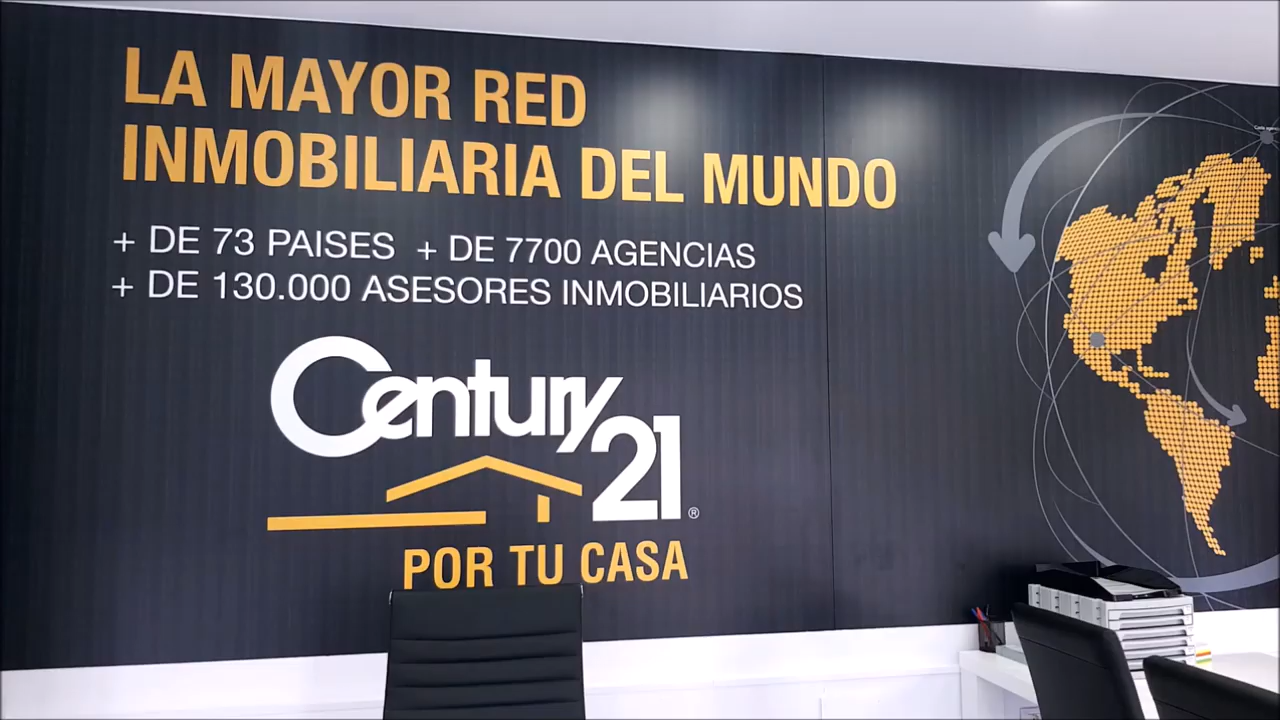 LA MAYOR RED
INMOBILIARIA DEL MUNDO
+ DE 73 PAISES + DE 7700 AGENCIAS
+ DE 130.000 ASESORES INMOBILIARIOS
Century
21®
POR TU CASA